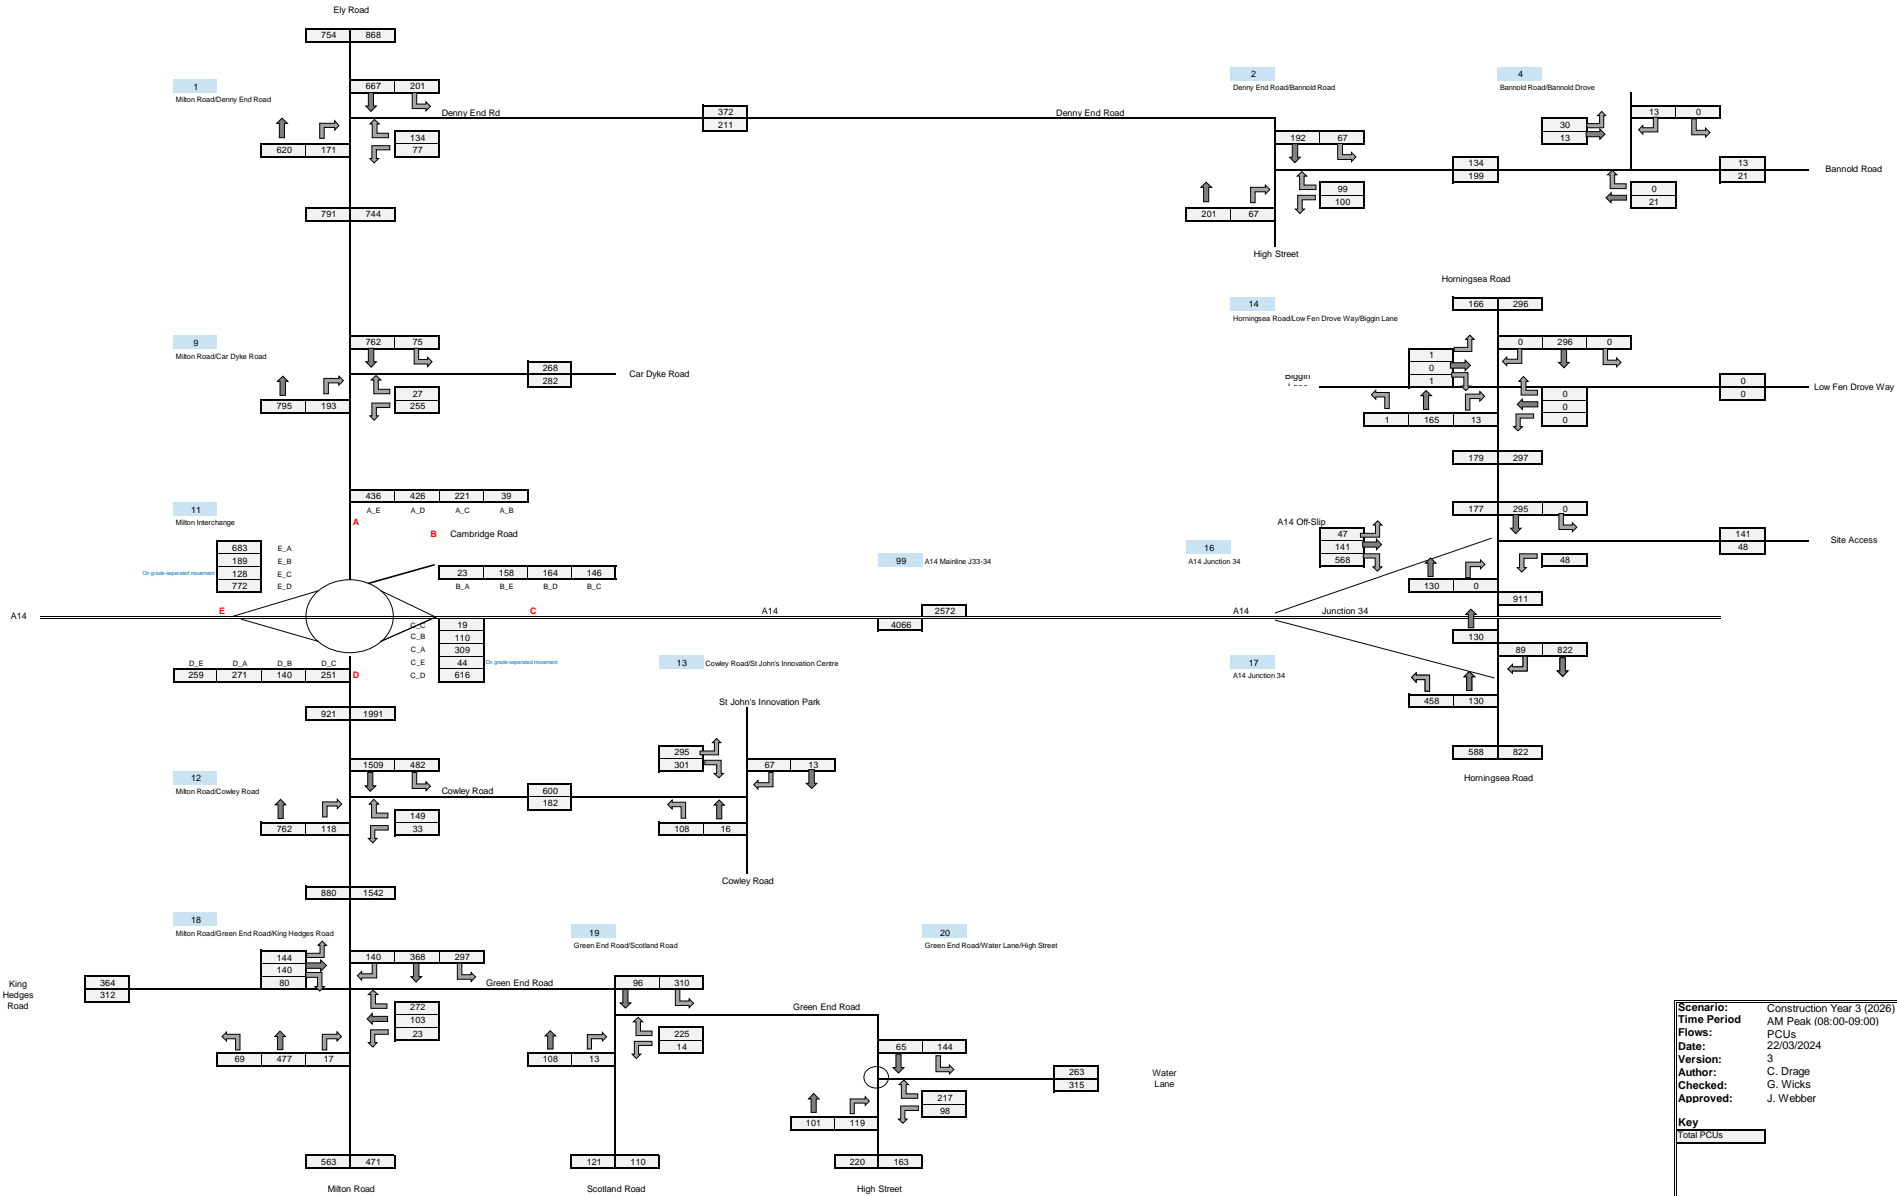 Ely Road
754 868
1
Milton Road/Denny End Road
667 201
Denny End Rd
134
77
620 171
372
211
Denny End Road
2
Denny End Road/Bannold Road
192 67
99
100
201 67
High Street
134
199
4
Bannold Road/Bannold Drove
30
13
13 0
0
21
13
21
Bannold Road
791 744
9
Milton Road/Car Dyke Road
762 75
27
255
795 193
268
282
Car Dyke Road
Horningsea Road
166 296
14
Horningsea Road/Low Fen Drove Way/Biggin Lane
1
0
1
0 296 0
Biggin
0
0
0
1 165 13
0
0
Low Fen Drove Way
179 297
11
Milton Interchange
436 426 221 39
A_E A_D A_C A_B
A
B Cambridge Road
683 E_A
189 E_B
On grade-seperated movement 128 E_C
772 E_D
23 158 164 146
B_A B_E B_D B_C
A14
E
C
A14
C_C 19
C_B 110
C_A 309
C_E 44 On grade-seperated movement
C_D 616
D_E D_A D_B D_C
259 271 140 251 D
99 A14 Mainline J33-34
2572
4066
16
A14 Junction 34
A14 Off-Slip
47
141
568
177 295 0
48
130 0
141
48
Site Access
911
A14 Junction 34
130
17
A14 Junction 34
89 822
458 130
588 822
Horningsea Road
921 1991
12
Milton Road/Cowley Road
1509 482
Cowley Road
149
33
762 118
600
182
13 Cowley Road/St John's Innovation Centre
St John's Innovation Park
295
301
67 13
108 16
Cowley Road
880 1542
18
Milton Road/Green End Road/King Hedges Road
144
140
80
140 368 297
King
Hedges
Road
364
312
Green End Road
272
103
23
69 477 17
563 471
Milton Road
19
Green End Road/Scotland Road
96 310
225
14
108 13
121 110
Scotland Road
20
Green End Road/Water Lane/High Street
Green End Road
65 144
217
98
101 119
263
315
Water
Lane
220 163
High Street
Scenario: Construction Year 3 (2026)
Time Period AM Peak (08:00-09:00)
Flows: PCUs
Date: 22/03/2024
Version: 3
Author: C. Drage
Checked: G. Wicks
Approved: J. Webber
Key
Total PCUs